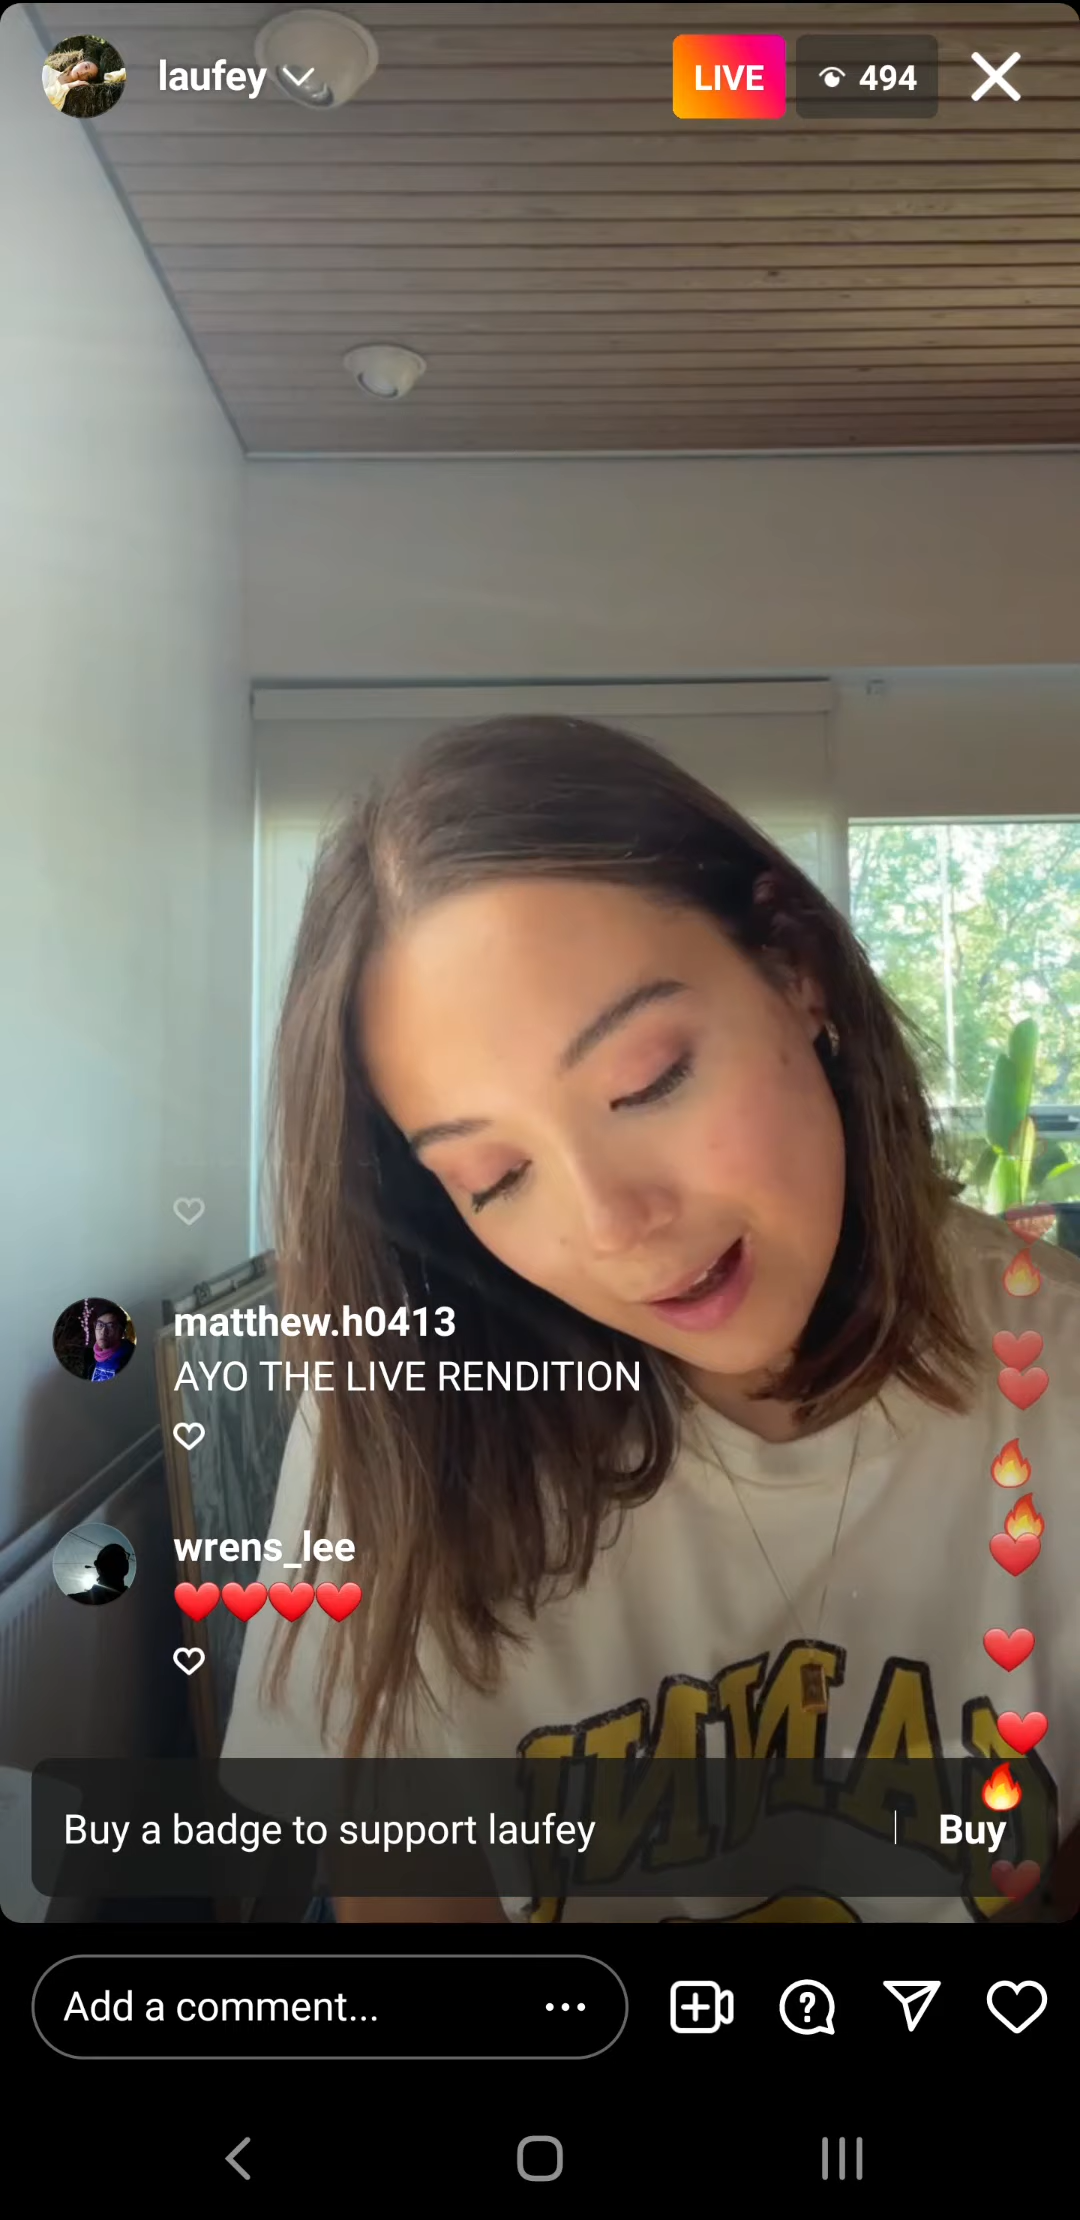 laufey
LIVE
494
matthew.h0413
AYO THE LIVE RENDITION
wrens_lee
Buy a badge to support laufey
Buy
Add a comment...